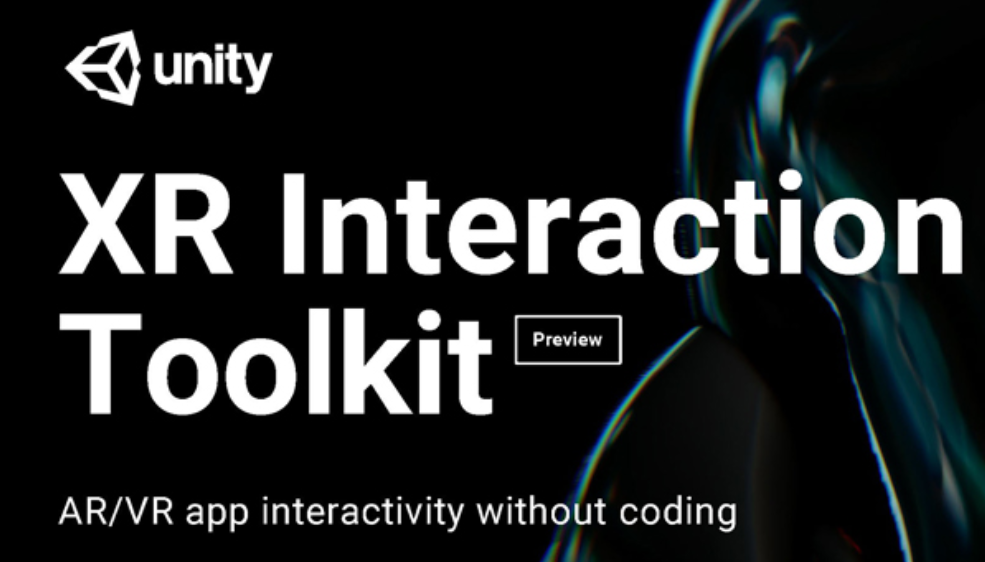 unity
XR Interaction
Toolkit Preview
AR/VR app interactivity without coding